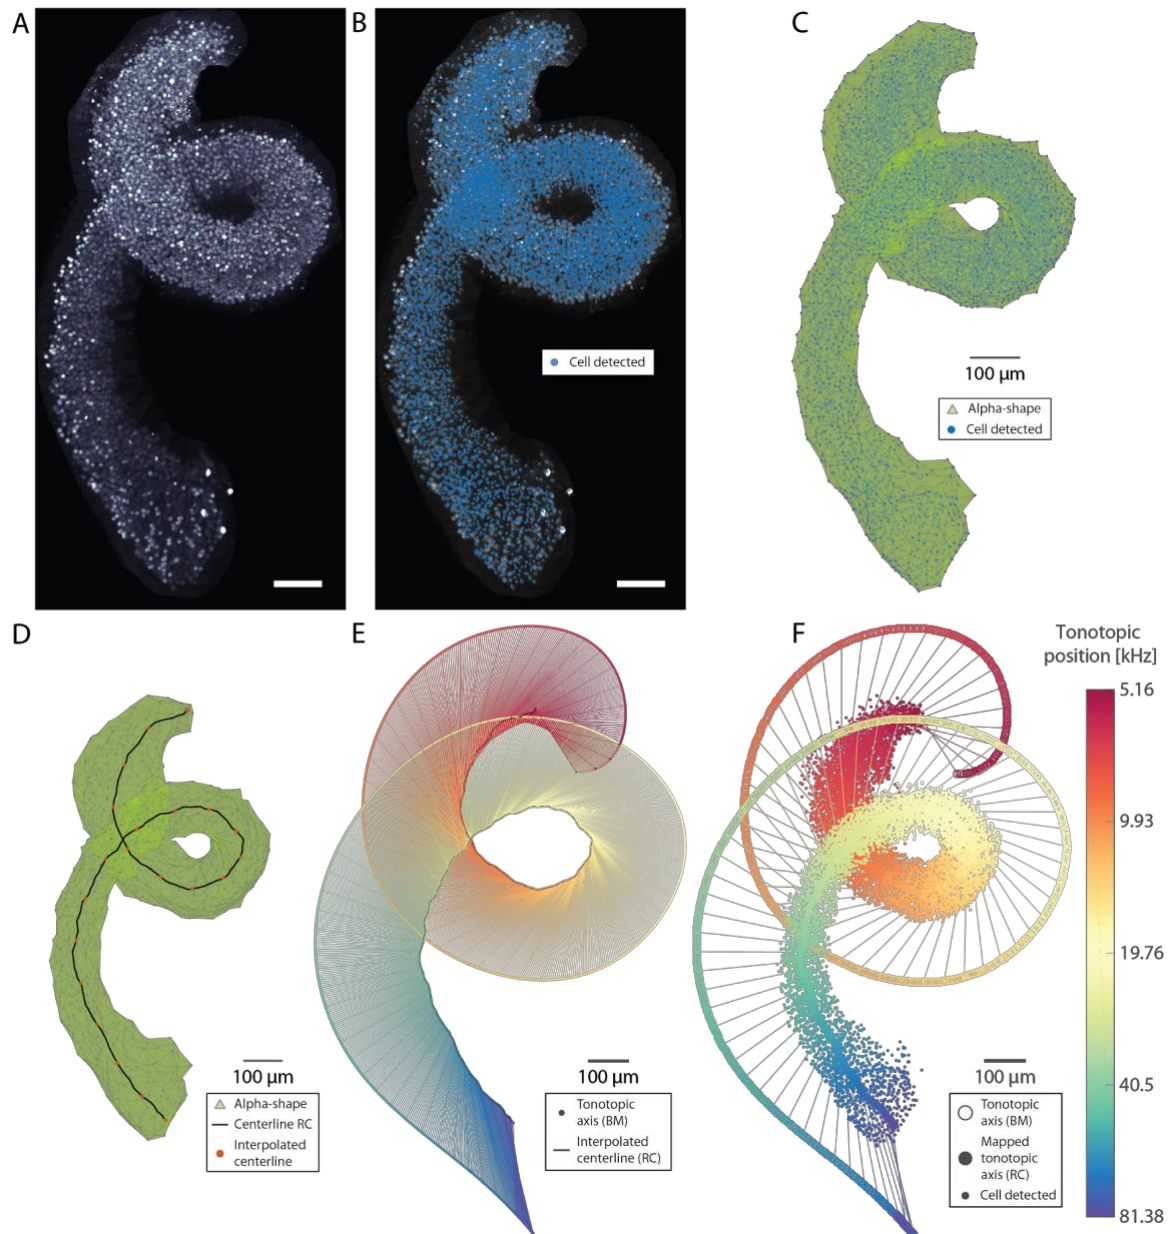 A
B
C
Cell detected
100 μm
Alpha-shape
Cell detected
D
E
F
Tonotopic
position [kHz]
5.16
9.93
19.76
40.5
81.38
100 μm
Alpha-shape
Centerline RC
Interpolated
centerline
100 μm
Tonotopic
axis (BM)
Interpolated
centerline (RC)
100 μm
Tonotopic
axis (BM)
Mapped
tonotopic
axis (RC)
Cell detected